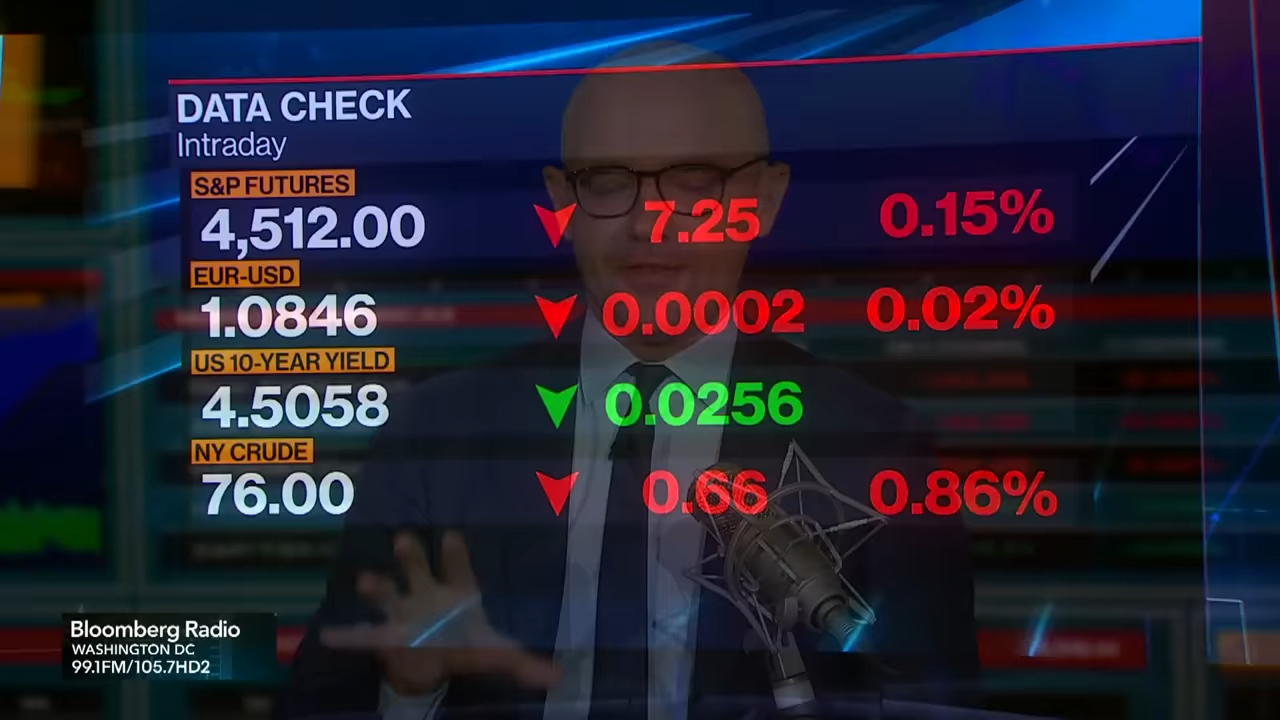 DATA CHECK
Intraday
S&P FUTURES
4,512.00 7.25 0.15%
EUR-USD
1.0846 0.0002 0.02%
US 10-YEAR YIELD
4.5058 0.0256
NY CRUDE
76.00 0.66 0.86%
Bloomberg Radio
WASHINGTON DC
99.1FM/105.7HD2